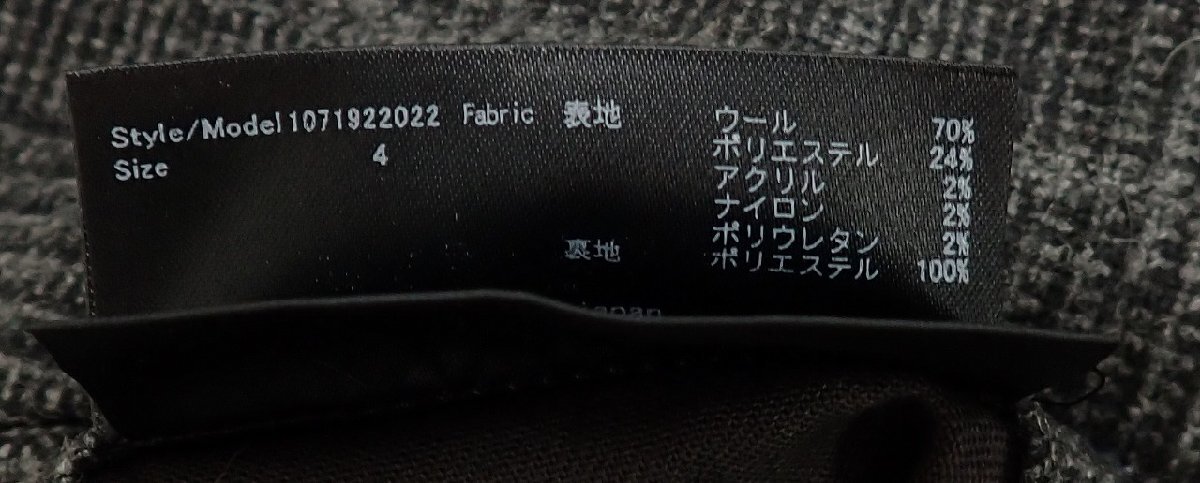 Style/Model 1071922022 Fabric 表地 ウール 70%
Size 4 ポリエステル 24%
アクリル 2%
ナイロン 2%
ポリウレタン 2%
裏地 ポリエステル 100%